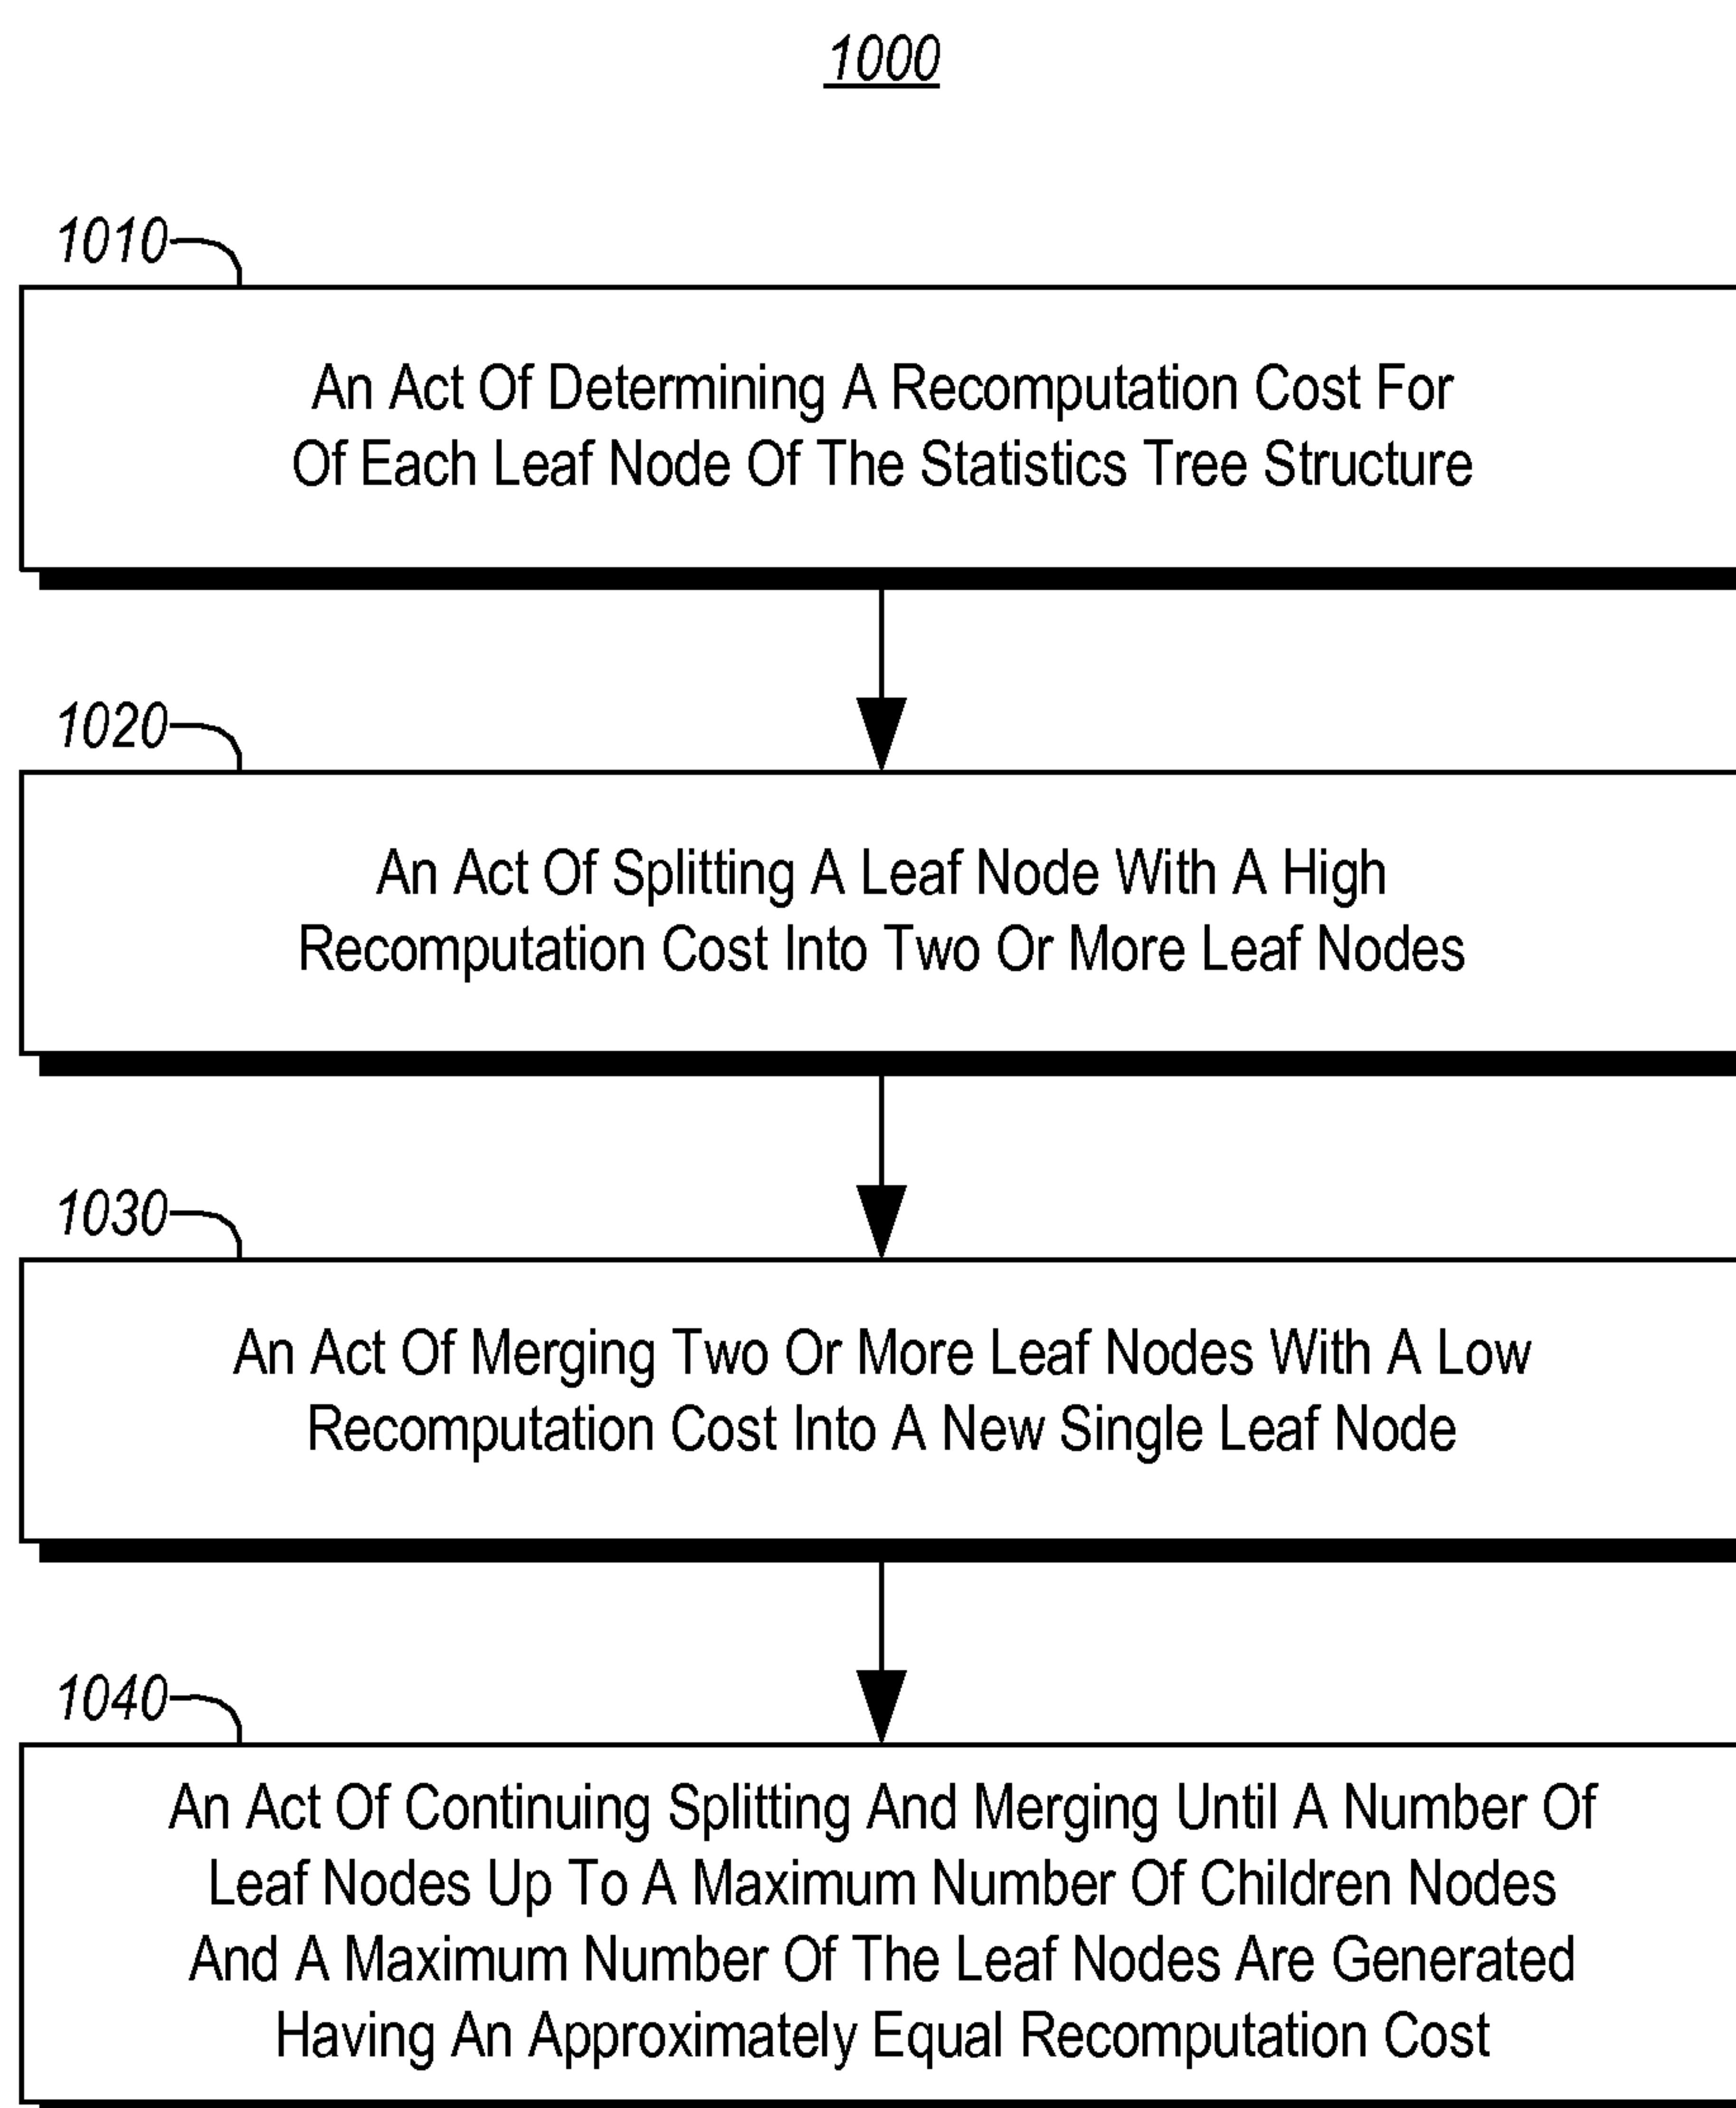 1000
1010
An Act Of Determining A Recomputation Cost For
Of Each Leaf Node Of The Statistics Tree Structure
1020
An Act Of Splitting A Leaf Node With A High
Recomputation Cost Into Two Or More Leaf Nodes
1030
An Act Of Merging Two Or More Leaf Nodes With A Low
Recomputation Cost Into A New Single Leaf Node
1040
An Act Of Continuing Splitting And Merging Until A Number Of
Leaf Nodes Up To A Maximum Number Of Children Nodes
And A Maximum Number Of The Leaf Nodes Are Generated
Having An Approximately Equal Recomputation Cost